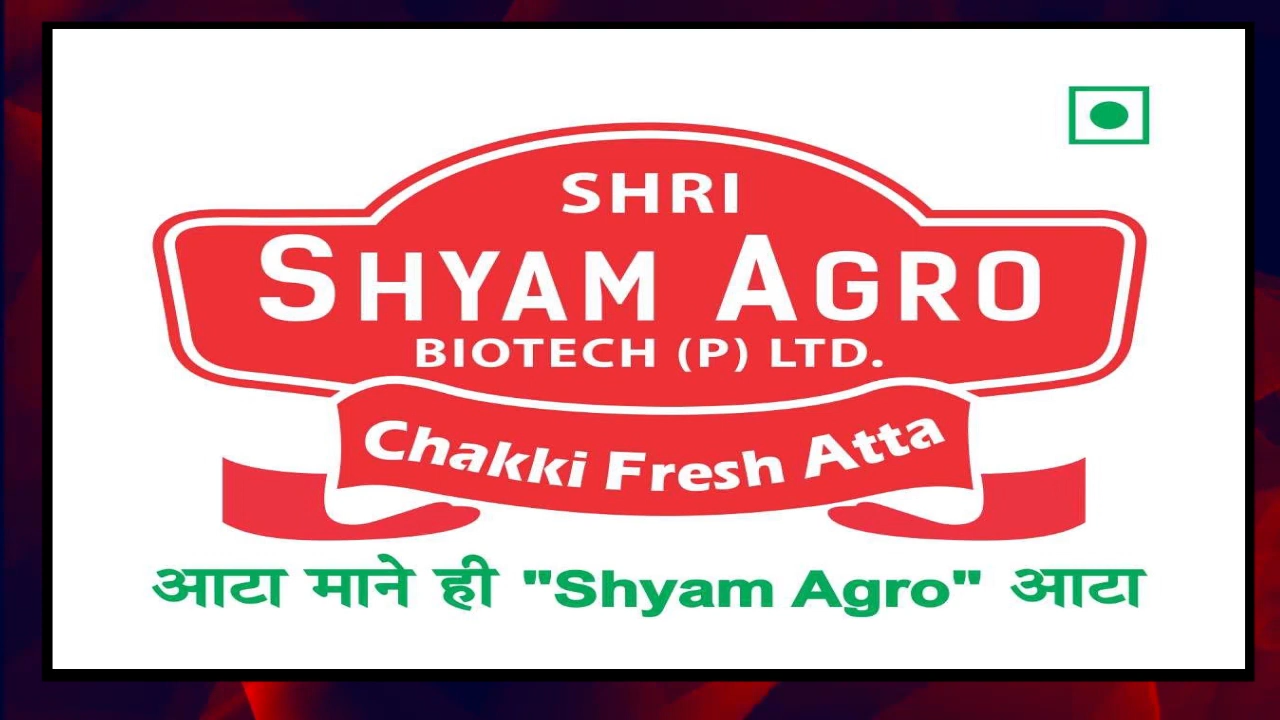 SHRI
SHYAM AGRO
BIOTECH (P) LTD.
Chakki Fresh Atta
आटा माने ही "Shyam Agro" आटा